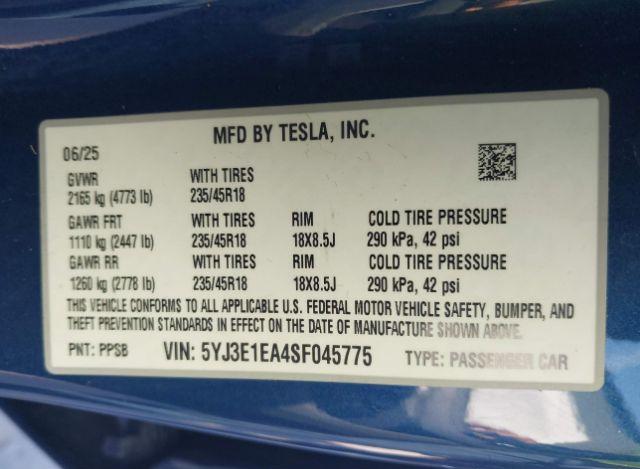 MFD BY TESLA, INC.
06/25
GVWR WITH TIRES
2165 kg (4773 lb) 235/45R18
GAWR FRT WITH TIRES RIM COLD TIRE PRESSURE
1110 kg (2447 lb) 235/45R18 18X8.5J 290 kPa, 42 psi
GAWR RR WITH TIRES RIM COLD TIRE PRESSURE
1260 kg (2778 lb) 235/45R18 18X8.5J 290 kPa, 42 psi
THIS VEHICLE CONFORMS TO ALL APPLICABLE U.S. FEDERAL MOTOR VEHICLE SAFETY, BUMPER, AND
THEFT PREVENTION STANDARDS IN EFFECT ON THE DATE OF MANUFACTURE SHOWN ABOVE.
PNT: PPSB VIN: 5YJ3E1EA4SF045775 TYPE: PASSENGER CAR